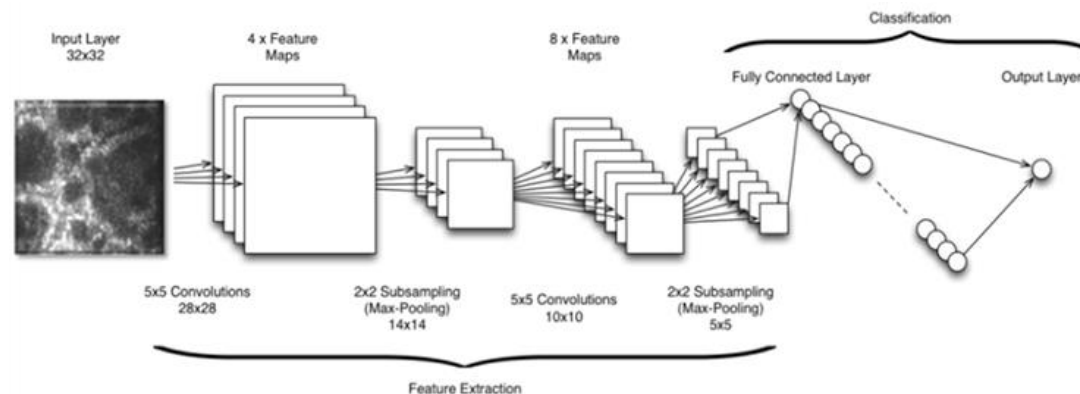 Classification
Input Layer
32x32
4 x Feature
Maps
8 x Feature
Maps
Fully Connected Layer
Output Layer
5x5 Convolutions
28x28
2x2 Subsampling
(Max-Pooling)
14x14
5x5 Convolutions
10x10
2x2 Subsampling
(Max-Pooling)
5x5
Feature Extraction